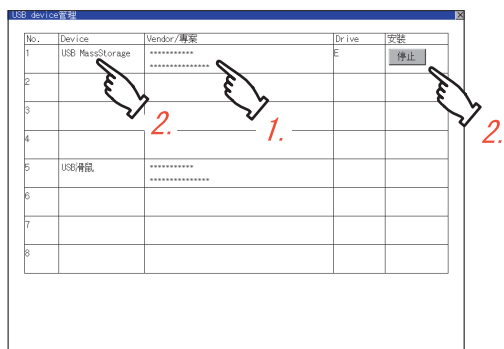 USB device管理
No. Device Vendor/專案 Drive 安裝
1 USB MassStorage *********** E 停止
***************
2
3
4
5 USB滑鼠 ***********
***************
6
7
8
2.
1.
2.